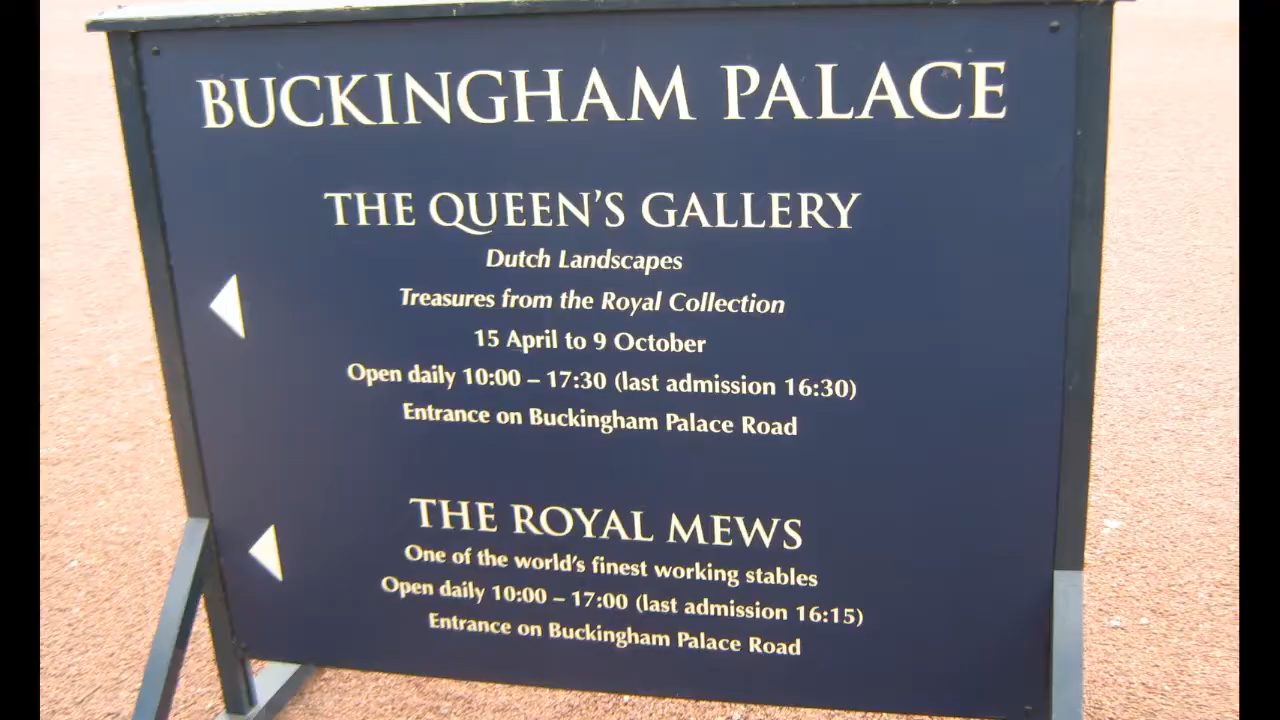 BUCKINGHAM PALACE
THE QUEEN'S GALLERY
Dutch Landscapes
Treasures from the Royal Collection
15 April to 9 October
Open daily 10:00 – 17:30 (last admission 16:30)
Entrance on Buckingham Palace Road
THE ROYAL MEWS
One of the world's finest working stables
Open daily 10:00 – 17:00 (last admission 16:15)
Entrance on Buckingham Palace Road